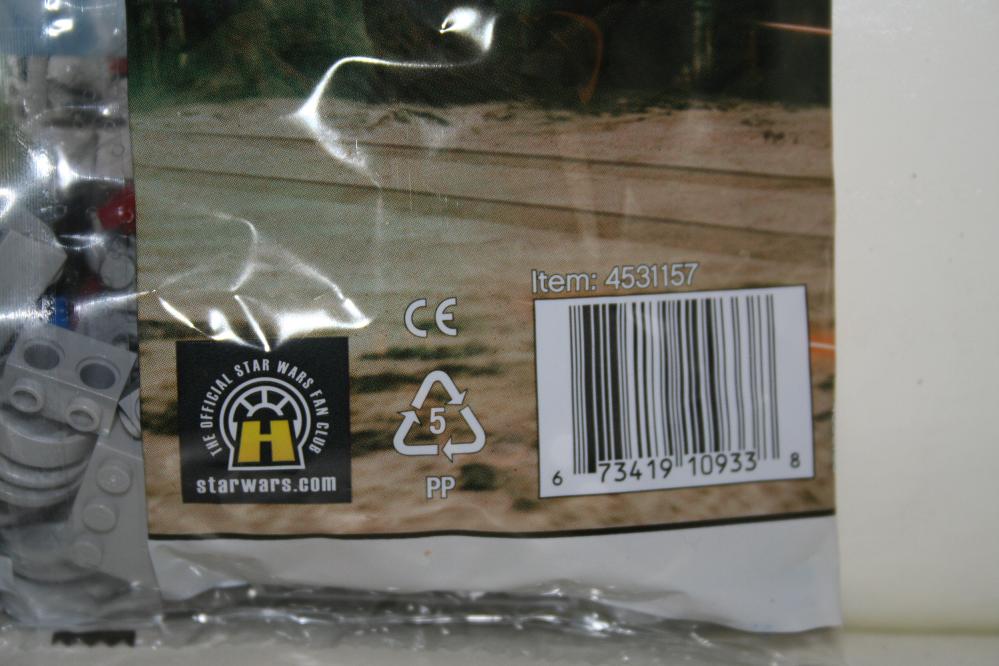 Item: 4531157
CE
THE OFFICIAL STAR WARS FAN CLUB
H
starwars.com
5
PP
6 73419 10933 8